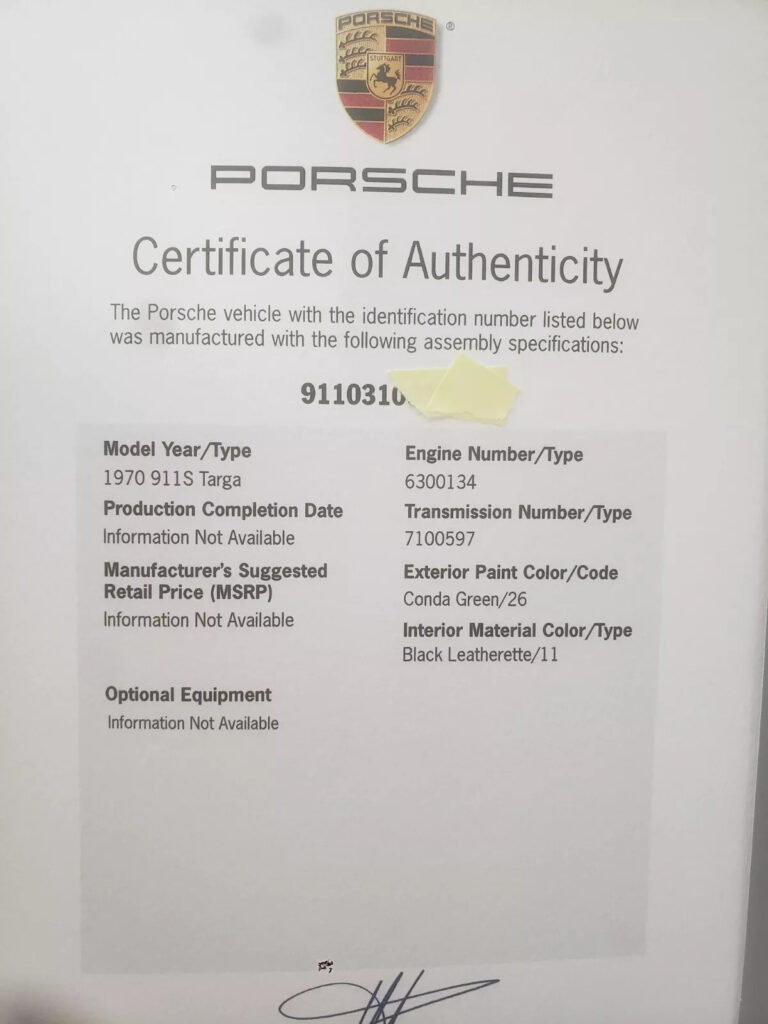 PORSCHE
®
STUTTGART
PORSCHE
Certificate of Authenticity
The Porsche vehicle with the identification number listed below
was manufactured with the following assembly specifications:
9110310
Model Year/Type
1970 911S Targa
Production Completion Date
Information Not Available
Manufacturer's Suggested
Retail Price (MSRP)
Information Not Available
Optional Equipment
Information Not Available
Engine Number/Type
6300134
Transmission Number/Type
7100597
Exterior Paint Color/Code
Conda Green/26
Interior Material Color/Type
Black Leatherette/11